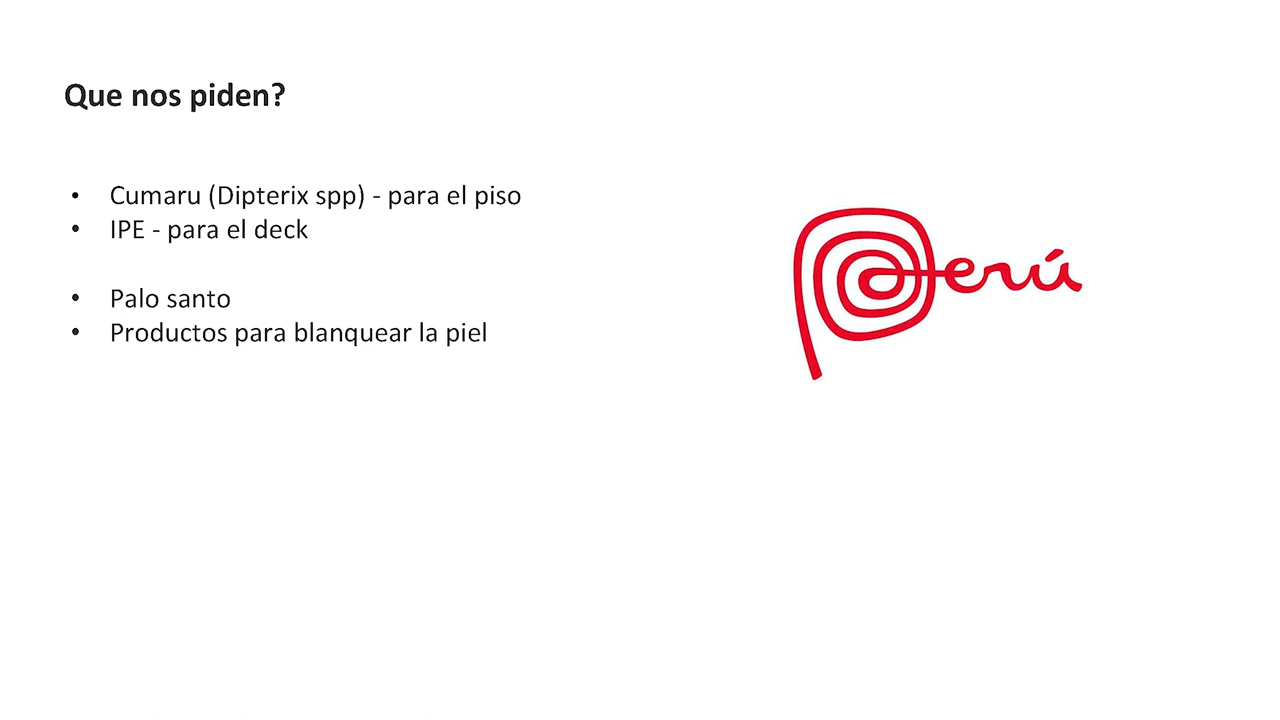 Que nos piden?
• Cumaru (Dipterix spp) - para el piso
• IPE - para el deck
• Palo santo
• Productos para blanquear la piel
Perú